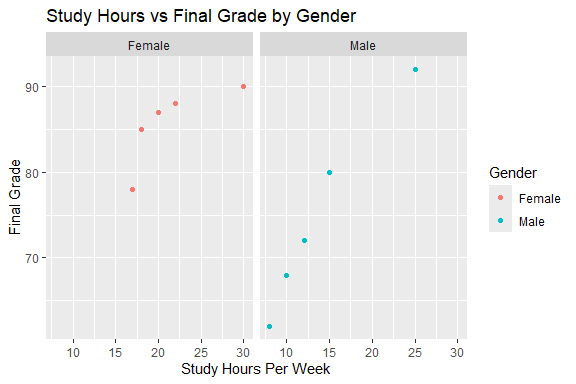 Study Hours vs Final Grade by Gender
Female
Male
90
80
70
Final Grade
10
15
20
25
30
10
15
20
25
30
Study Hours Per Week
Gender
Female
Male